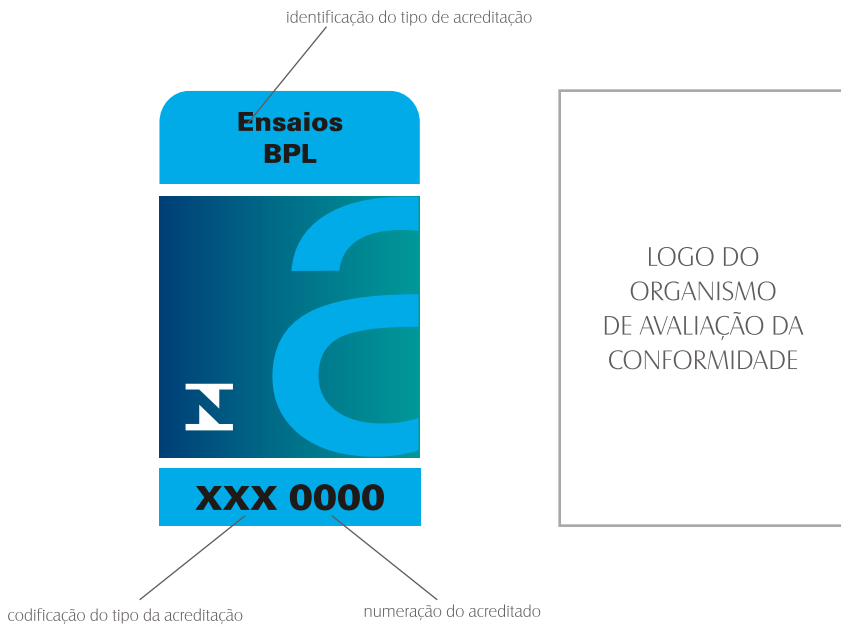 identificação do tipo de acreditação
Ensaios
BPL
XXX 0000
codificação do tipo da acreditação
numeração do acreditado
LOGO DO
ORGANISMO
DE AVALIAÇÃO DA
CONFORMIDADE